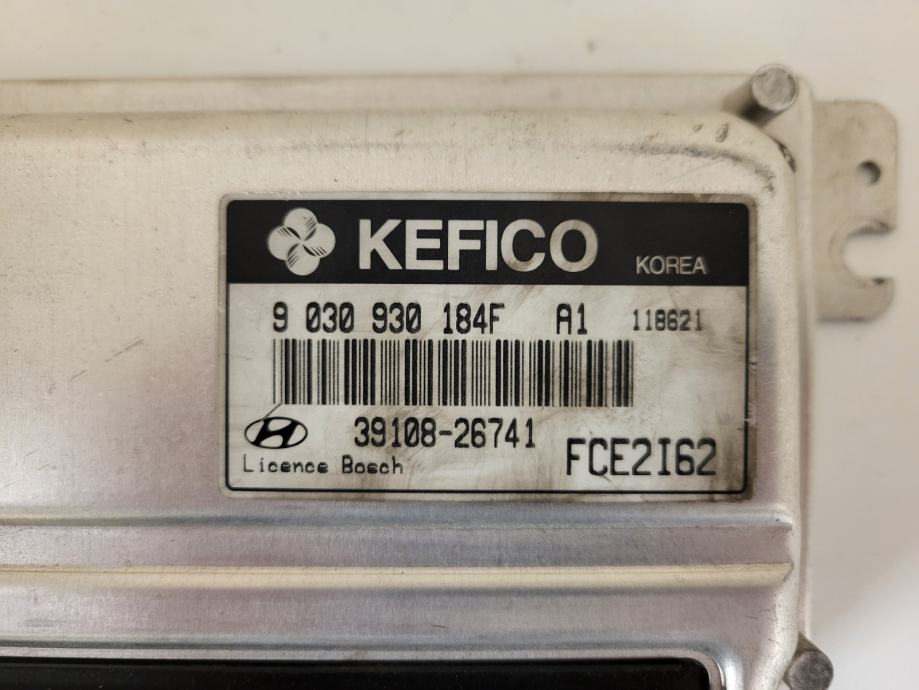 KEFICO KOREA
9 030 930 184F A1 118621
39108-26741
Licence Bosch FCE2I62